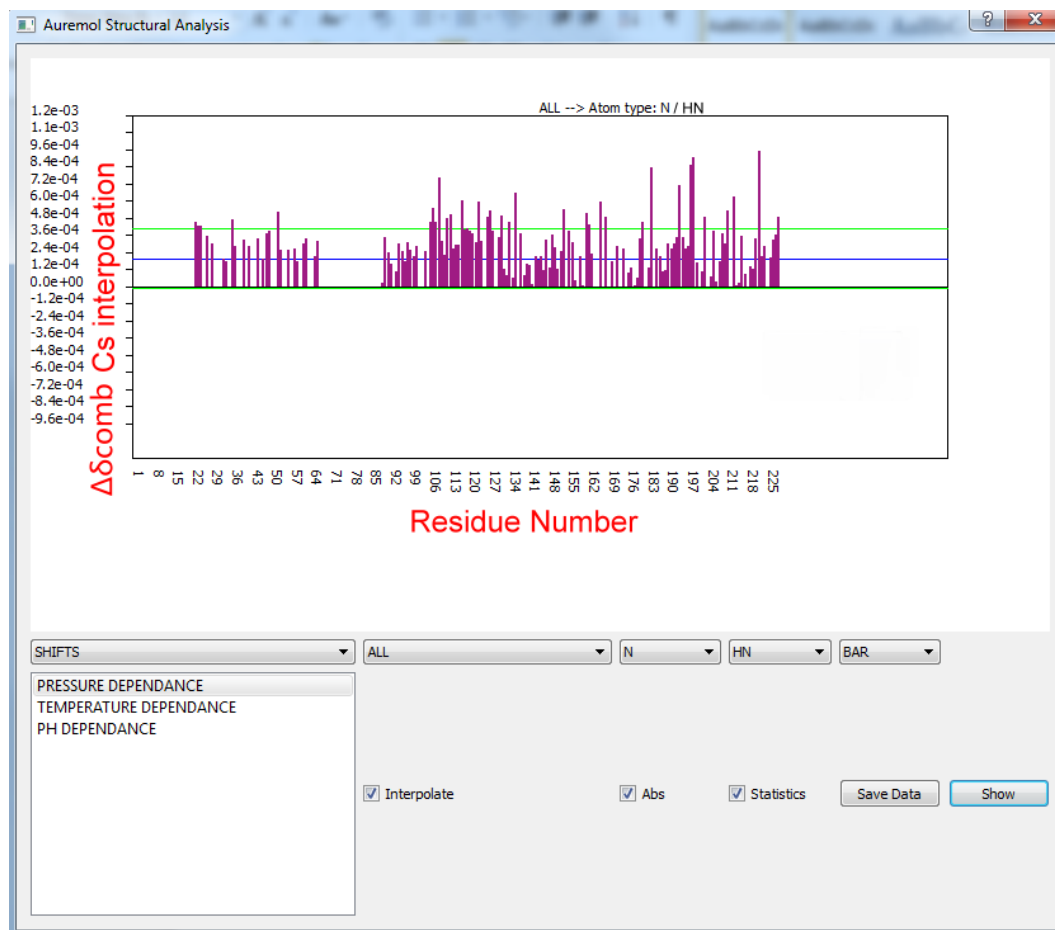 Auremol Structural Analysis
?
X
ALL --> Atom type: N / HN
1.2e-03
1.1e-03
9.6e-04
8.4e-04
7.2e-04
6.0e-04
4.8e-04
3.6e-04
2.4e-04
1.2e-04
0.0e+00
-1.2e-04
-2.4e-04
-3.6e-04
-4.8e-04
-6.0e-04
-7.2e-04
-8.4e-04
-9.6e-04
Δδcomb Cs interpolation
1 8 15 22 29 36 43 50 57 64 71 78 85 92 99 106 113 120 127 134 141 148 155 162 169 176 183 190 197 204 211 218 225
Residue Number
SHIFTS ALL N HN BAR
PRESSURE DEPENDANCE
TEMPERATURE DEPENDANCE
PH DEPENDANCE
Interpolate Abs Statistics Save Data Show